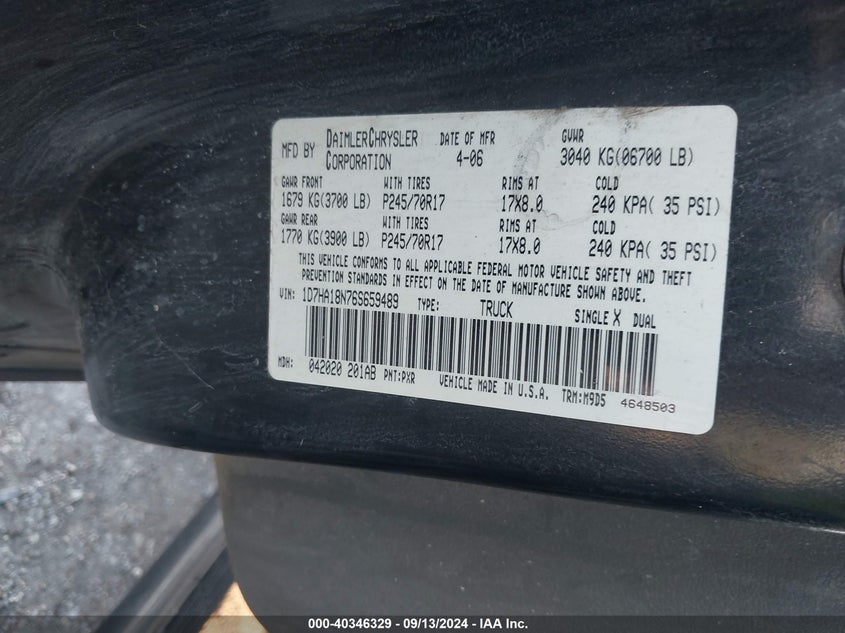 MFD BY DAIMLERCHRYSLER CORPORATION DATE OF MFR 4-06 GVWR 3040 KG(06700 LB)
GAWR FRONT WITH TIRES RIMS AT COLD
1679 KG(3700 LB) P245/70R17 17X8.0 240 KPA( 35 PSI)
GAWR REAR WITH TIRES RIMS AT COLD
1770 KG(3900 LB) P245/70R17 17X8.0 240 KPA( 35 PSI)
THIS VEHICLE CONFORMS TO ALL APPLICABLE FEDERAL MOTOR VEHICLE SAFETY AND THEFT
PREVENTION STANDARDS IN EFFECT ON THE DATE OF MANUFACTURE SHOWN ABOVE.
VIN: 1D7HA18N76S659489 TYPE: TRUCK SINGLE X DUAL
MDH: 042020 201AB PNT:PXR VEHICLE MADE IN U.S.A. TRM:M9D5 4648503
000-40346329 - 09/13/2024 - IAA Inc.